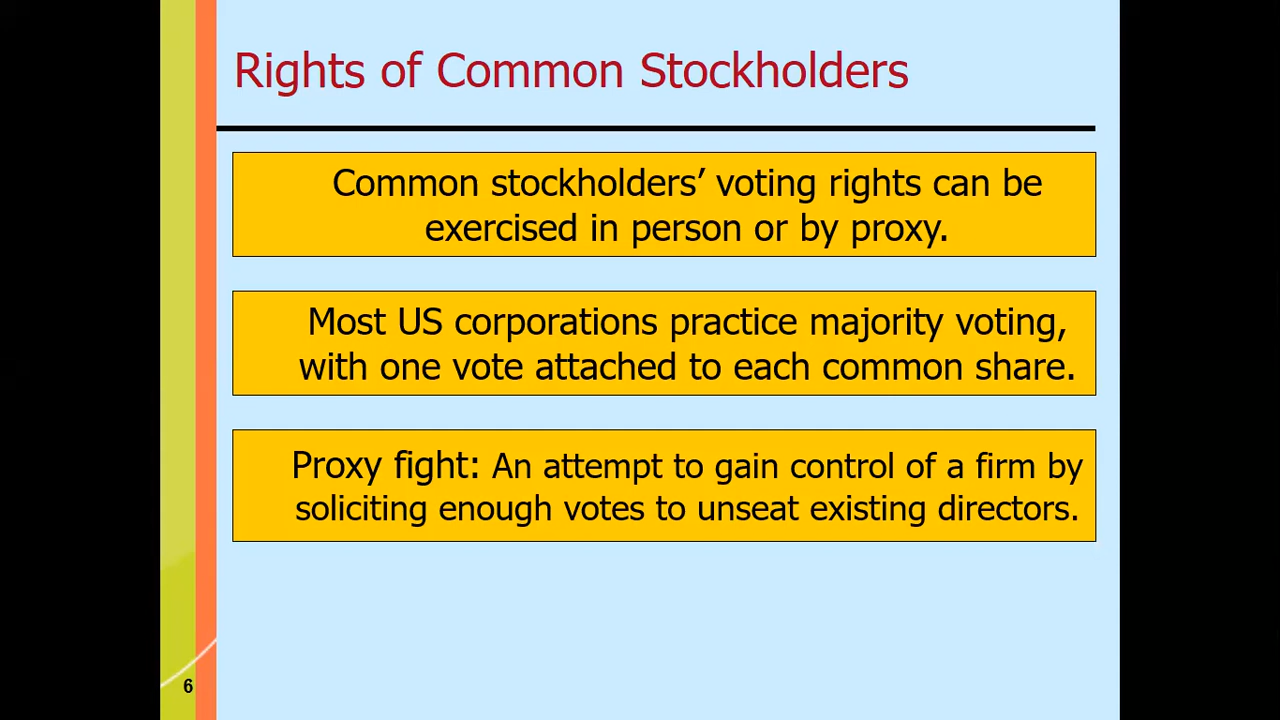 Rights of Common Stockholders
Common stockholders’ voting rights can be
exercised in person or by proxy.
Most US corporations practice majority voting,
with one vote attached to each common share.
Proxy fight: An attempt to gain control of a firm by
soliciting enough votes to unseat existing directors.
6